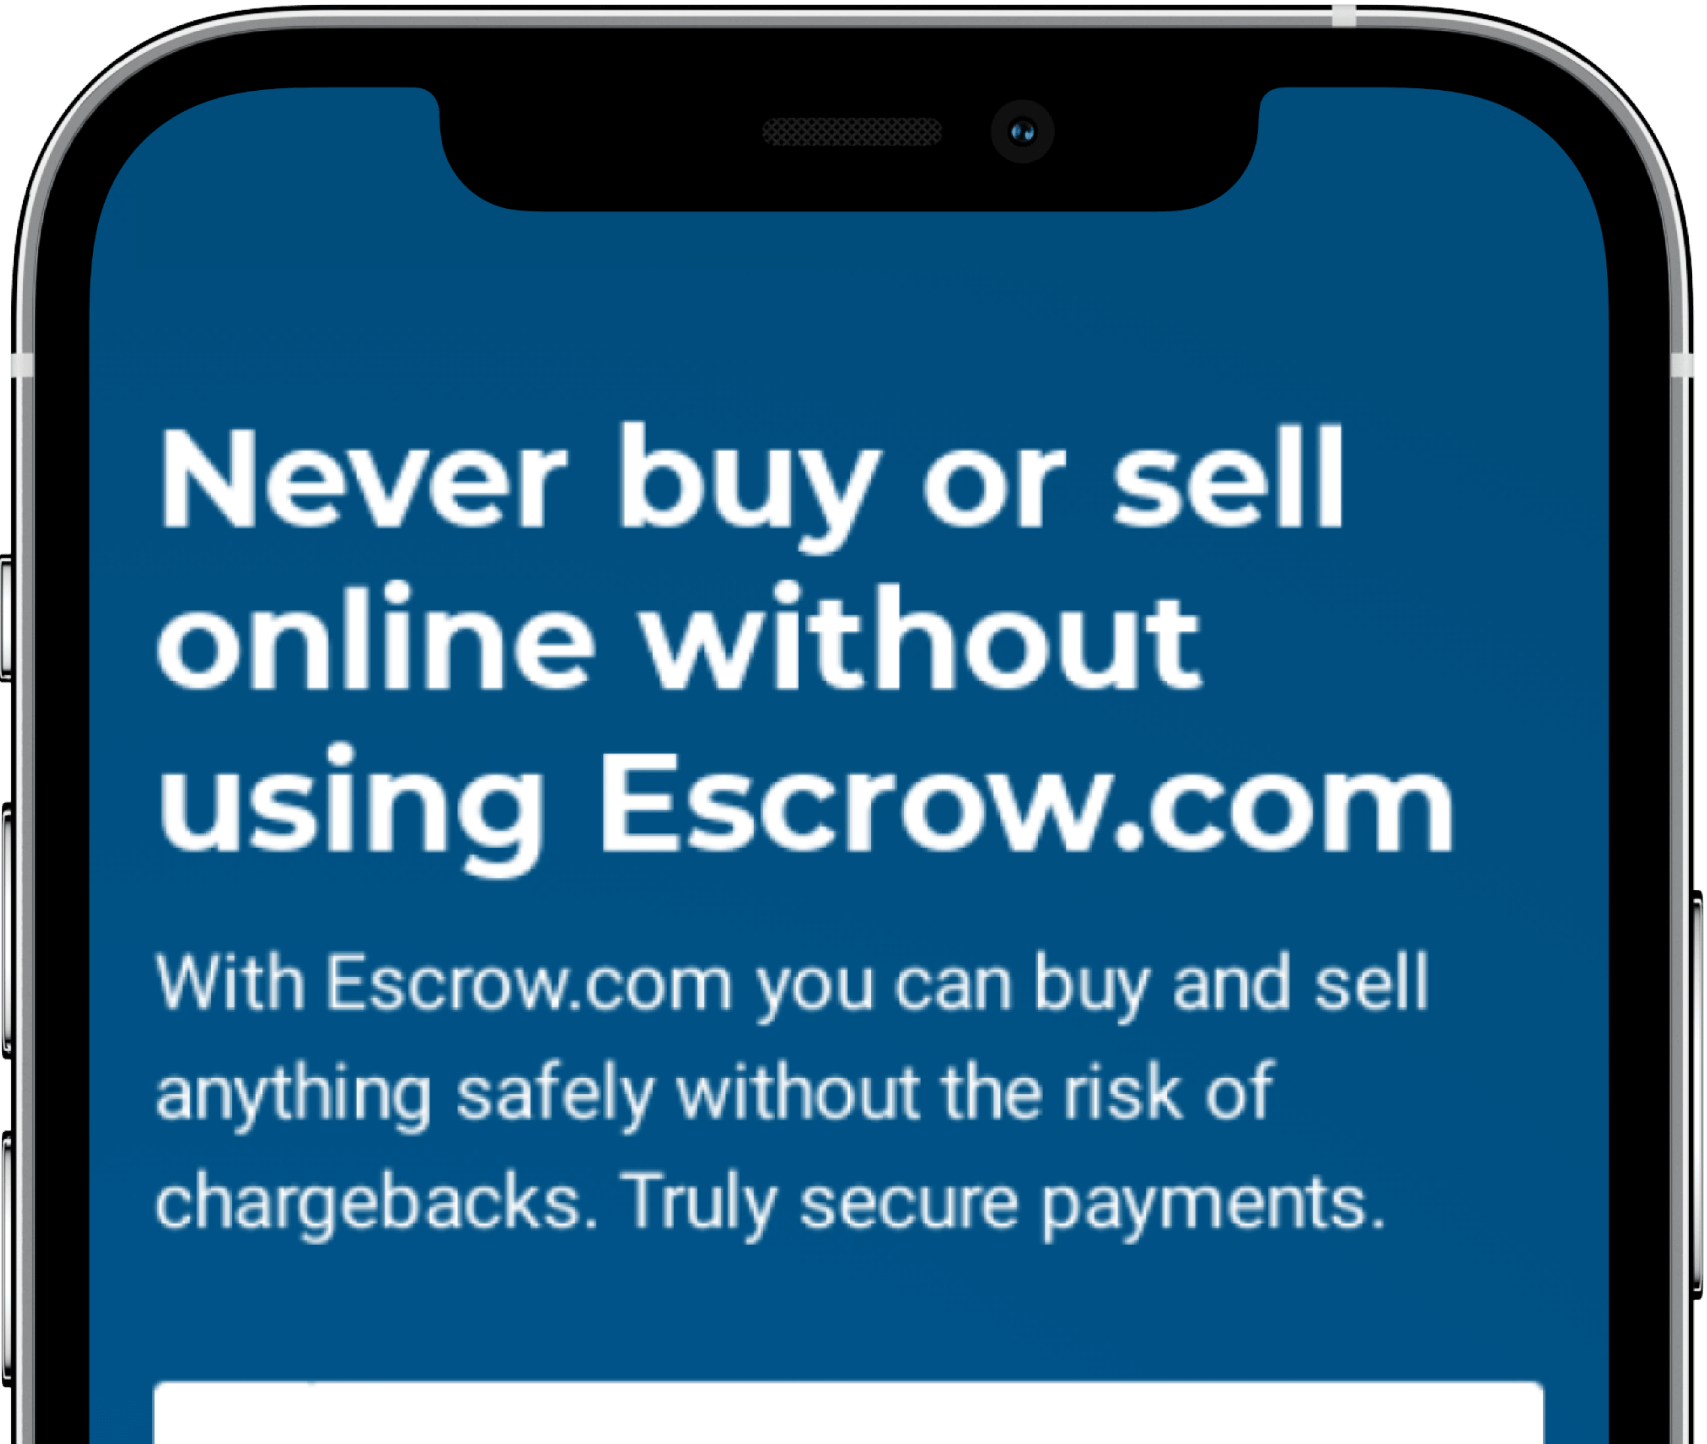 Never buy or sell
online without
using Escrow.com
With Escrow.com you can buy and sell
anything safely without the risk of
chargebacks. Truly secure payments.